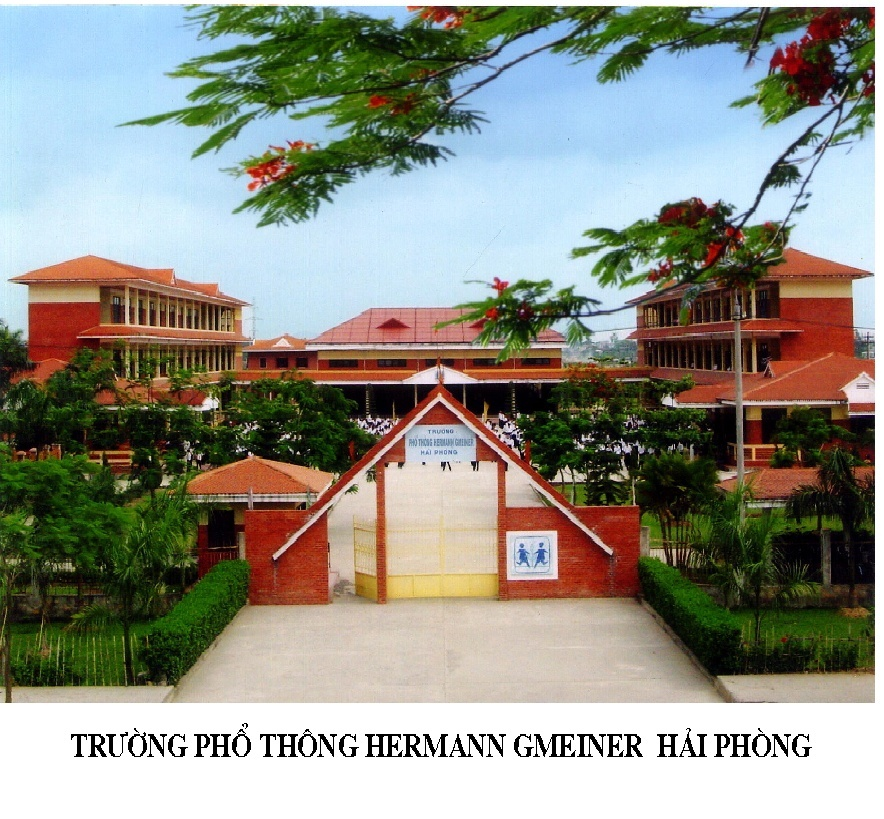 TRƯỜNG
PHỔ THÔNG HERMANN GMEINER
HẢI PHÒNG
TRƯỜNG PHỔ THÔNG HERMANN GMEINER HẢI PHÒNG